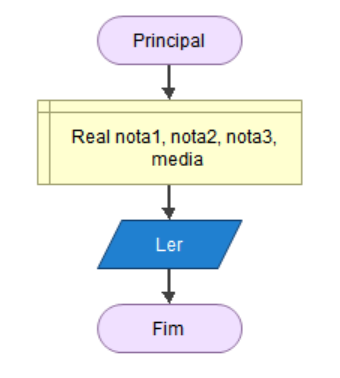 Principal
Real nota1, nota2, nota3,
media
Ler
Fim